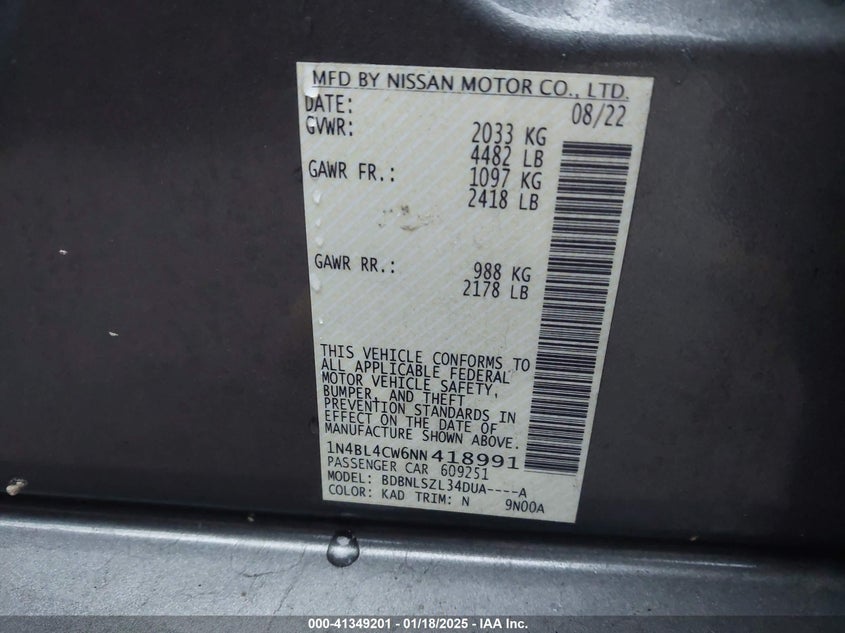 MFD BY NISSAN MOTOR CO., LTD.
DATE: 08/22
GVWR: 2033 KG
4482 LB
GAWR FR.: 1097 KG
2418 LB
GAWR RR.: 988 KG
2178 LB
THIS VEHICLE CONFORMS TO
ALL APPLICABLE FEDERAL
MOTOR VEHICLE SAFETY,
BUMPER, AND THEFT
PREVENTION STANDARDS IN
EFFECT ON THE DATE OF
MANUFACTURE SHOWN ABOVE.
1N4BL4CW6NN418991
PASSENGER CAR 609251
MODEL: BDBNLSZL34DUA----A
COLOR: KAD TRIM: N 9N00A
000-41349201 - 01/18/2025 - IAA Inc.